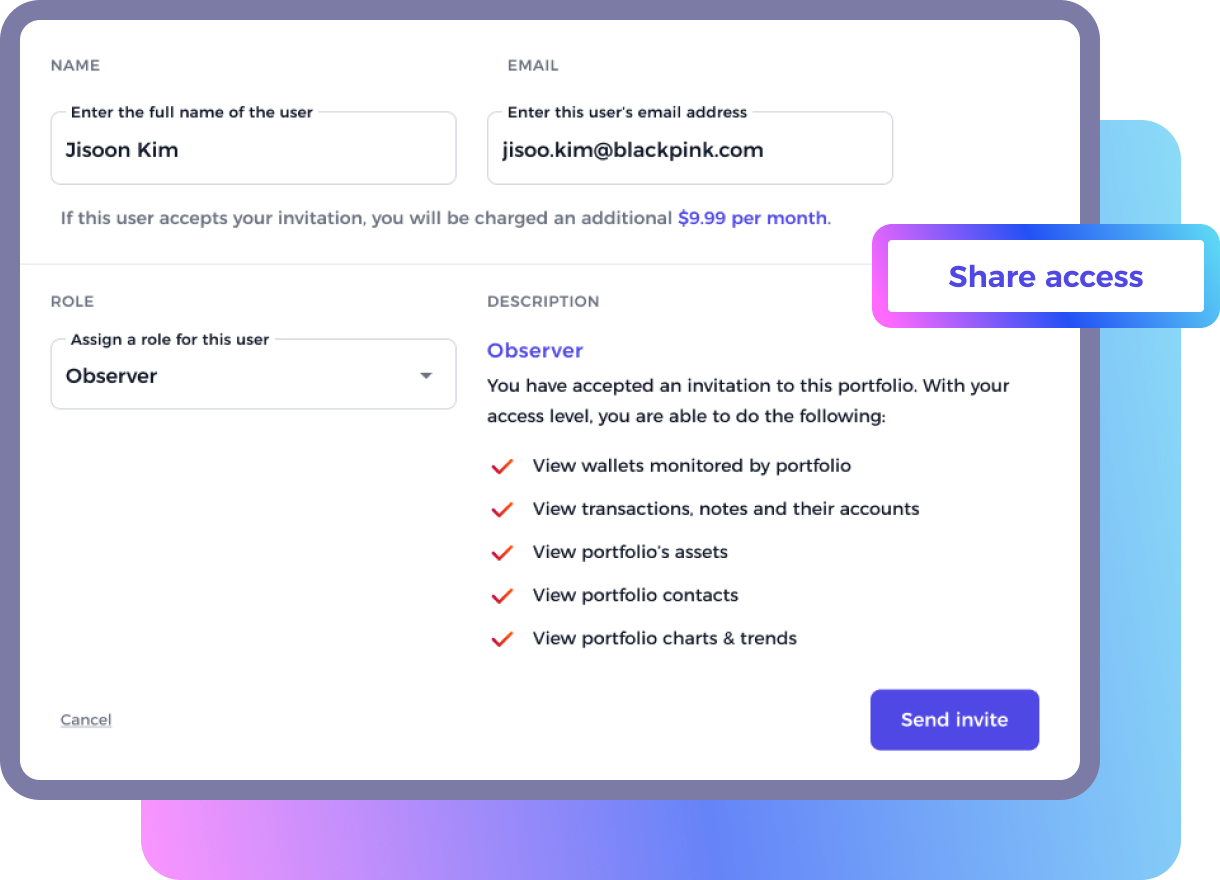 NAME
EMAIL
Enter the full name of the user
Enter this user's email address
Jisoon Kim
jisoo.kim@blackpink.com
If this user accepts your invitation, you will be charged an additional $9.99 per month.
Share access
ROLE
DESCRIPTION
Assign a role for this user
Observer
Observer
You have accepted an invitation to this portfolio. With your
access level, you are able to do the following:
View wallets monitored by portfolio
View transactions, notes and their accounts
View portfolio's assets
View portfolio contacts
View portfolio charts & trends
Cancel
Send invite